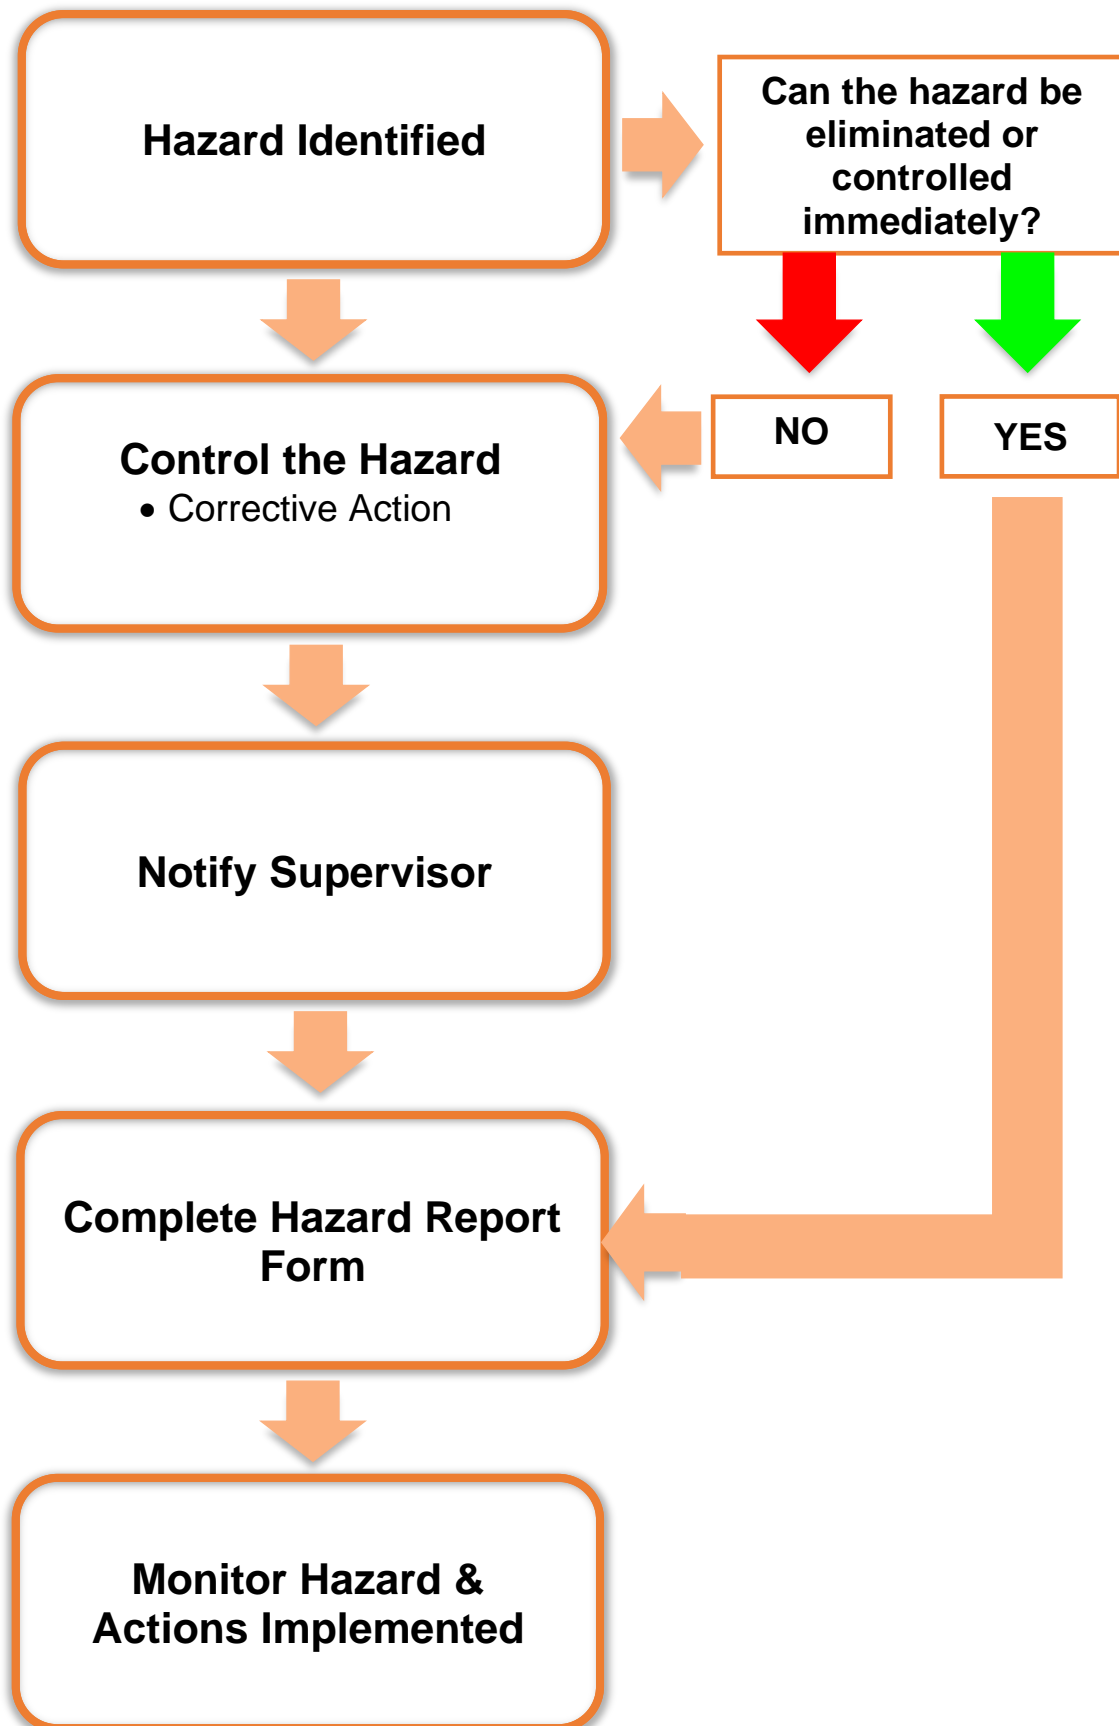 Hazard Identified
Can the hazard be
eliminated or
controlled
immediately?
NO
YES
Control the Hazard
• Corrective Action
Notify Supervisor
Complete Hazard Report
Form
Monitor Hazard &
Actions Implemented